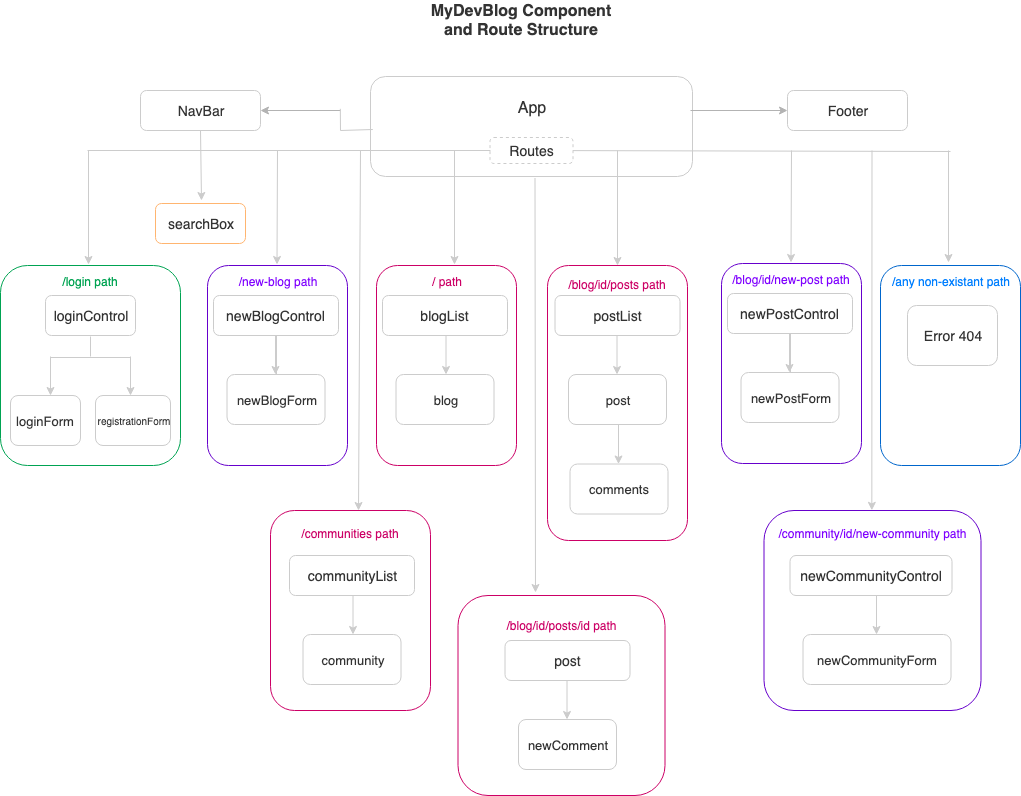 MyDevBlog Component
and Route Structure
App
NavBar
Footer
Routes
searchBox
/login path
loginControl
loginForm
registrationForm
/new-blog path
newBlogControl
newBlogForm
/ path
blogList
blog
/blog/id/posts path
postList
post
comments
/blog/id/new-post path
newPostControl
newPostForm
/any non-existant path
Error 404
/communities path
communityList
community
/blog/id/posts/id path
post
newComment
/community/id/new-community path
newCommunityControl
newCommunityForm